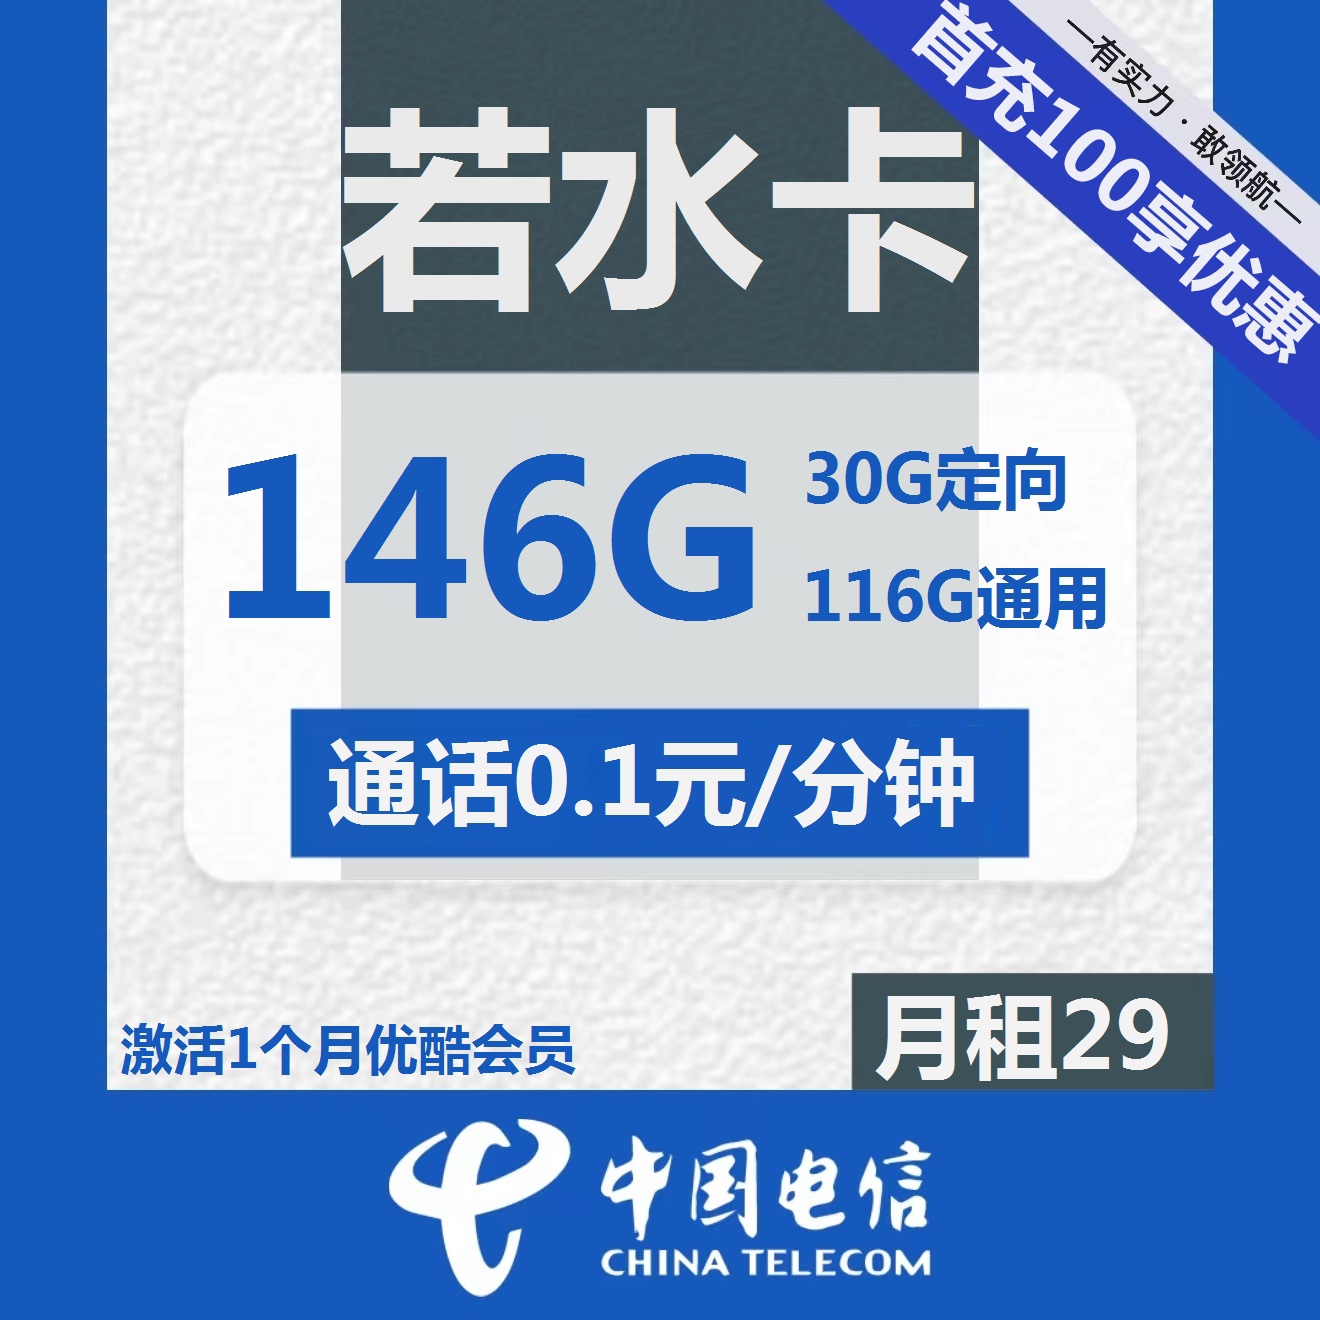 一有实力·敢领航一
首充100享优惠
若水卡
146G
30G定向
116G通用
通话0.1元/分钟
激活1个月优酷会员
月租29
中国电信
CHINA TELECOM